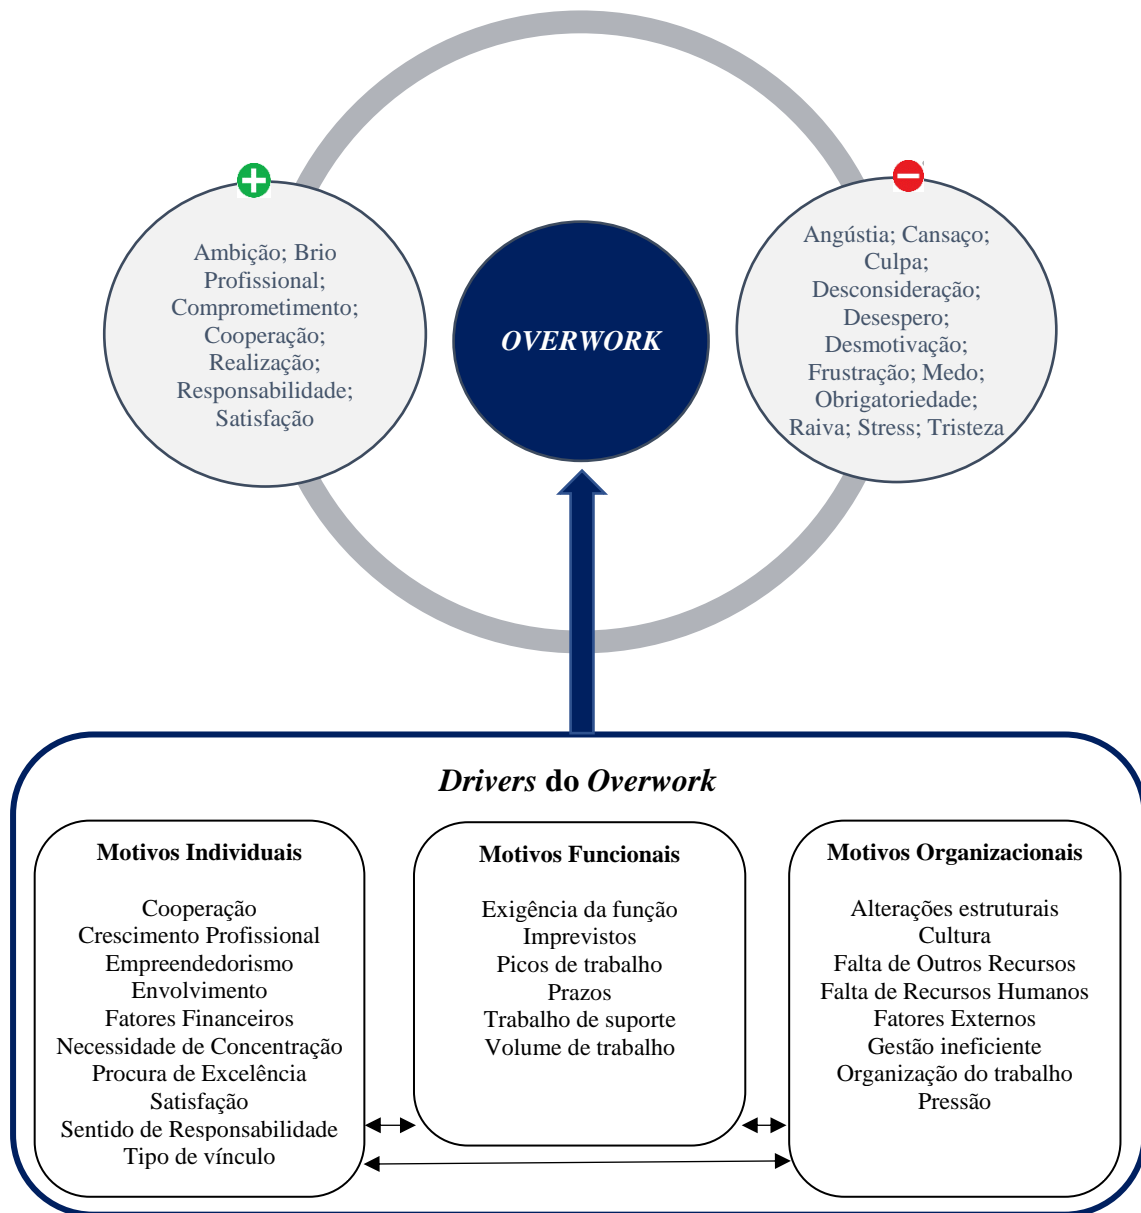 Ambição; Brio
Profissional;
Comprometimento;
Cooperação;
Realização;
Responsabilidade;
Satisfação
OVERWORK
Angústia; Cansaço;
Culpa;
Desconsideração;
Desespero;
Desmotivação;
Frustração; Medo;
Obrigatoriedade;
Raiva; Stress; Tristeza
Drivers do Overwork
Motivos Individuais
Cooperação
Crescimento Profissional
Empreendedorismo
Envolvimento
Fatores Financeiros
Necessidade de Concentração
Procura de Excelência
Satisfação
Sentido de Responsabilidade
Tipo de vínculo
Motivos Funcionais
Exigência da função
Imprevistos
Picos de trabalho
Prazos
Trabalho de suporte
Volume de trabalho
Motivos Organizacionais
Alterações estruturais
Cultura
Falta de Outros Recursos
Falta de Recursos Humanos
Fatores Externos
Gestão ineficiente
Organização do trabalho
Pressão